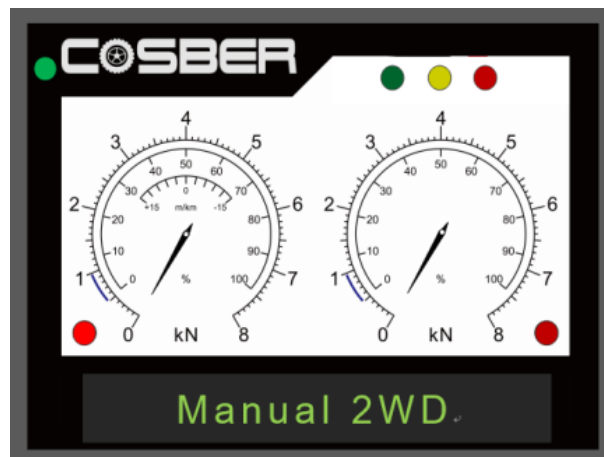 COSBER
4 4
3 5 3 5
50 50
40 60 40 60
30 0 70 30 70
2 +15 m/km -15 6 2 6
20 80 20 80
10 90 10 90
1 0 % 100 7 1 0 % 100 7
0 kN 8 0 kN 8
Manual 2WD